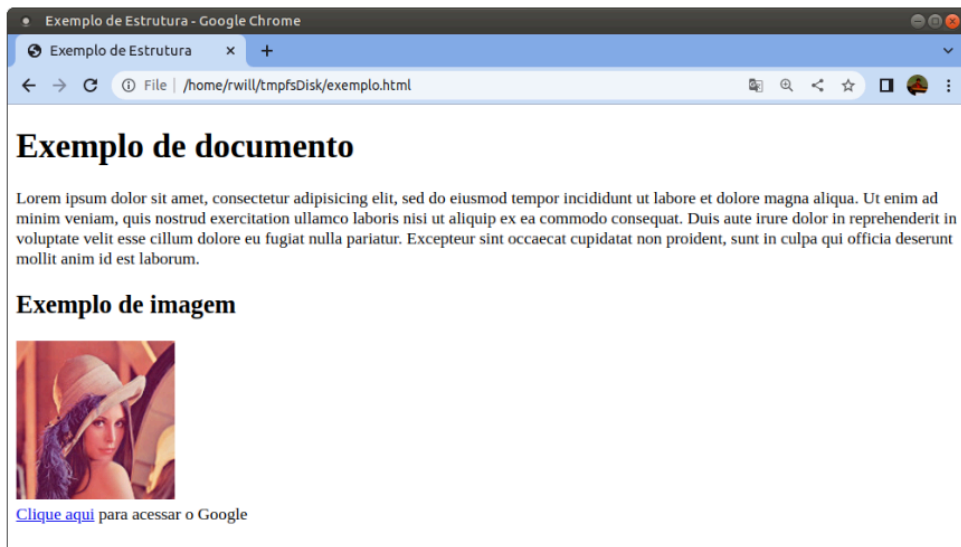 Exemplo de Estrutura - Google Chrome
Exemplo de Estrutura
File | /home/rwill/tmpfsDisk/exemplo.html
Exemplo de documento
Lorem ipsum dolor sit amet, consectetur adipisicing elit, sed do eiusmod tempor incididunt ut labore et dolore magna aliqua. Ut enim ad
minim veniam, quis nostrud exercitation ullamco laboris nisi ut aliquip ex ea commodo consequat. Duis aute irure dolor in reprehenderit in
voluptate velit esse cillum dolore eu fugiat nulla pariatur. Excepteur sint occaecat cupidatat non proident, sunt in culpa qui officia deserunt
mollit anim id est laborum.
Exemplo de imagem
Clique aqui para acessar o Google